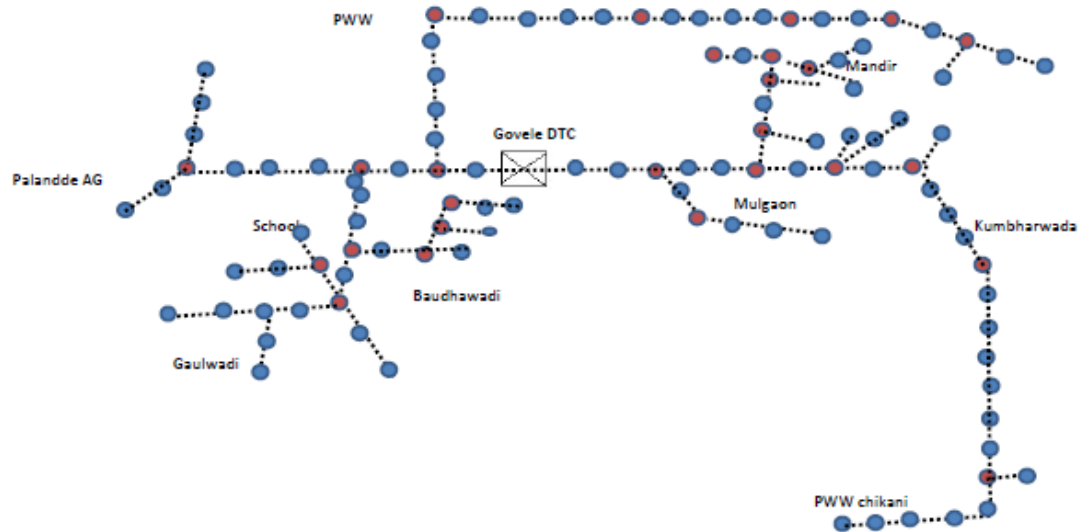 PWW
Mandir
Govele DTC
Palandde AG
Mulgaon
School
Kumbharwada
Baudhawadi
Gaulwadi
PWW chikani